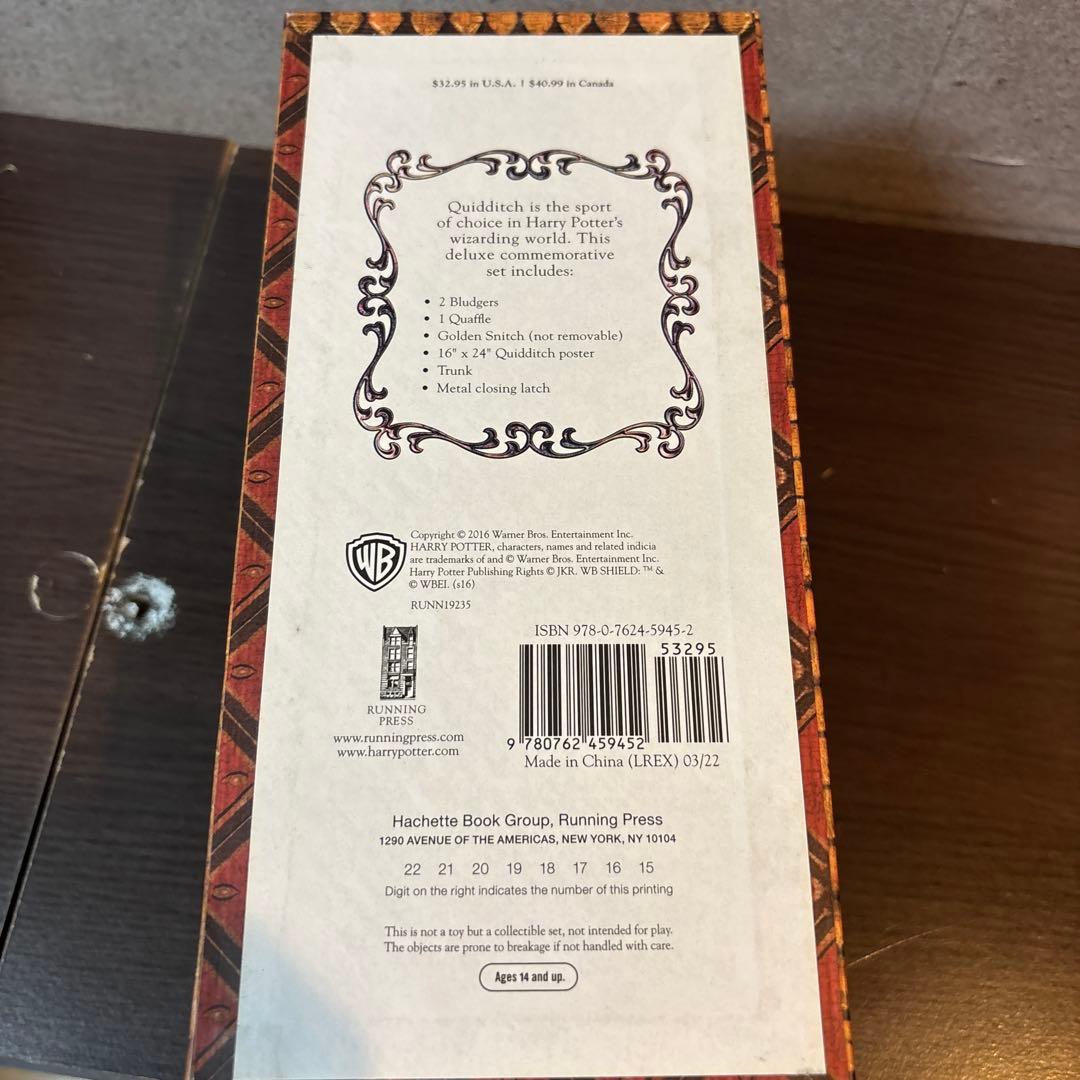 $32.95 in U.S.A. | $40.99 in Canada
Quidditch is the sport
of choice in Harry Potter's
wizarding world. This
deluxe commemorative
set includes:
• 2 Bludgers
• 1 Quaffle
• Golden Snitch (not removable)
• 16" x 24" Quidditch poster
• Trunk
• Metal closing latch
WB
Copyright © 2016 Warner Bros. Entertainment Inc.
HARRY POTTER, characters, names and related indicia
are trademarks of and © Warner Bros. Entertainment Inc.
Harry Potter Publishing Rights © JKR. WB SHIELD: ™ &
© WBEI. (s16)
RUNN19235
RUNNING
PRESS
www.runningpress.com
www.harrypotter.com
ISBN 978-0-7624-5945-2
53295
9 780762 459452
Made in China (LREX) 03/22
Hachette Book Group, Running Press
1290 AVENUE OF THE AMERICAS, NEW YORK, NY 10104
22 21 20 19 18 17 16 15
Digit on the right indicates the number of this printing
This is not a toy but a collectible set, not intended for play.
The objects are prone to breakage if not handled with care.
Ages 14 and up.